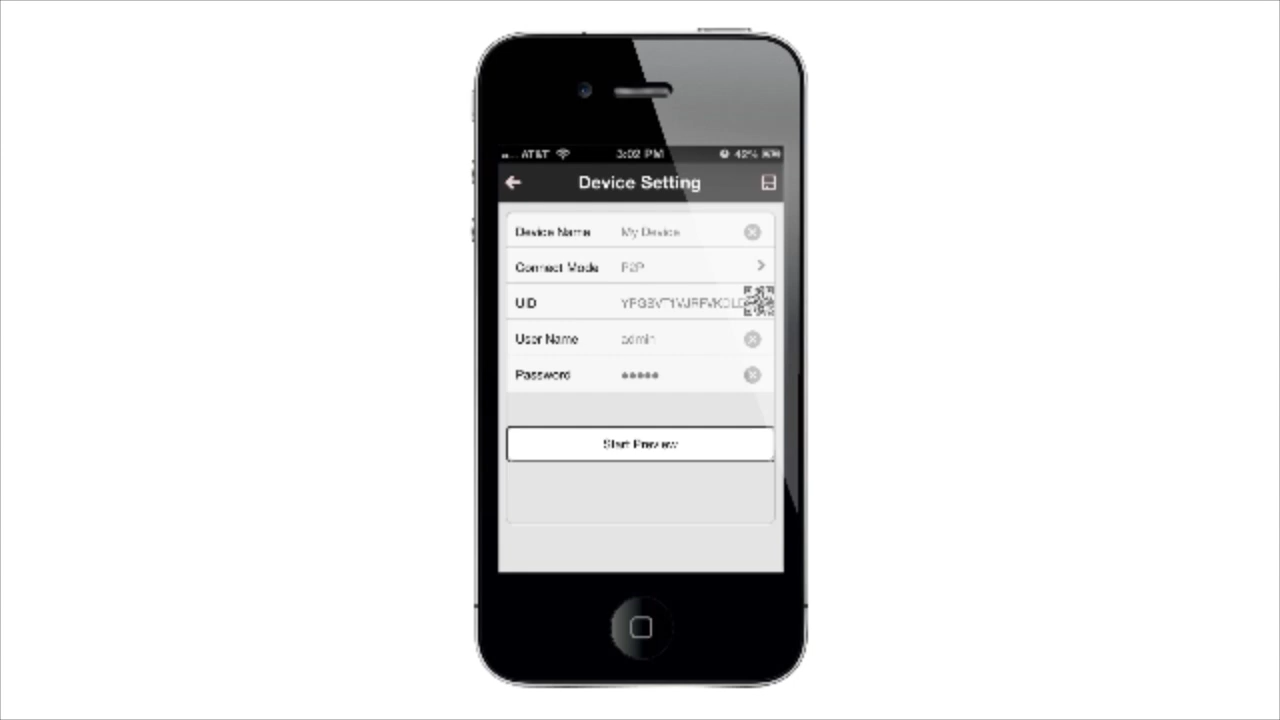 AT&T 3:02 PM 42%
Device Setting
Device Name My Device
Connect Mode P2P
UID
User Name admin
Password •••••
Start Preview